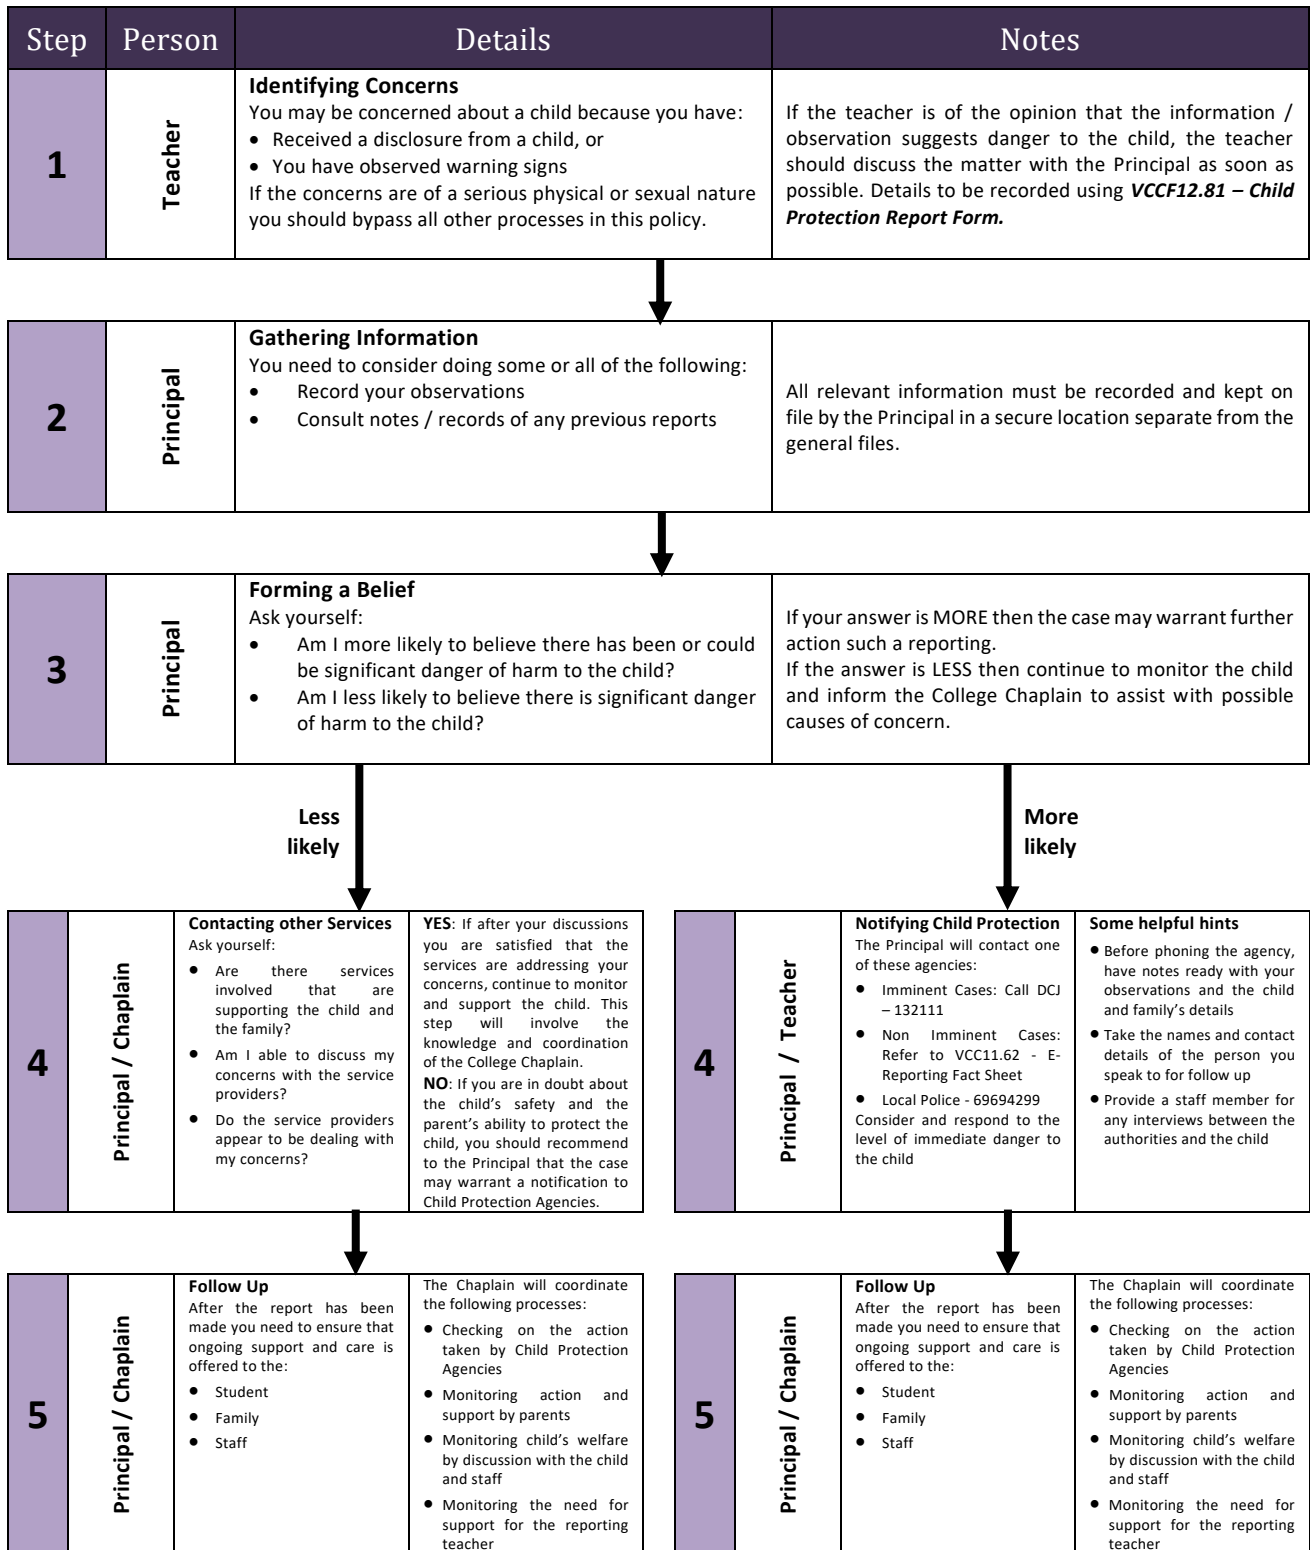 Step Person Details Notes
1
Teacher
Identifying Concerns
You may be concerned about a child because you have:
• Received a disclosure from a child, or
• You have observed warning signs
If the concerns are of a serious physical or sexual nature
you should bypass all other processes in this policy.
If the teacher is of the opinion that the information /
observation suggests danger to the child, the teacher
should discuss the matter with the Principal as soon as
possible. Details to be recorded using VCCF12.81 – Child
Protection Report Form.
2
Principal
Gathering Information
You need to consider doing some or all of the following:
• Record your observations
• Consult notes / records of any previous reports
All relevant information must be recorded and kept on
file by the Principal in a secure location separate from the
general files.
3
Principal
Forming a Belief
Ask yourself:
• Am I more likely to believe there has been or could
be significant danger of harm to the child?
• Am I less likely to believe there is significant danger
of harm to the child?
If your answer is MORE then the case may warrant further
action such a reporting.
If the answer is LESS then continue to monitor the child
and inform the College Chaplain to assist with possible
causes of concern.
Less
likely
More
likely
4
Principal / Chaplain
Contacting other Services
Ask yourself:
• Are there services
involved that are
supporting the child and
the family?
• Am I able to discuss my
concerns with the service
providers?
• Do the service providers
appear to be dealing with
my concerns?
YES: If after your discussions
you are satisfied that the
services are addressing your
concerns, continue to monitor
and support the child. This
step will involve the
knowledge and coordination
of the College Chaplain.
NO: If you are in doubt about
the child's safety and the
parent's ability to protect the
child, you should recommend
to the Principal that the case
may warrant a notification to
Child Protection Agencies.
4
Principal / Teacher
Notifying Child Protection
The Principal will contact one
of these agencies:
• Imminent Cases: Call DCJ
– 132111
• Non Imminent Cases:
Refer to VCC11.62 - E-
Reporting Fact Sheet
• Local Police - 69694299
Consider and respond to the
level of immediate danger to
the child
Some helpful hints
• Before phoning the agency,
have notes ready with your
observations and the child
and family's details
• Take the names and contact
details of the person you
speak to for follow up
• Provide a staff member for
any interviews between the
authorities and the child
5
Principal / Chaplain
Follow Up
After the report has been
made you need to ensure that
ongoing support and care is
offered to the:
• Student
• Family
• Staff
The Chaplain will coordinate
the following processes:
• Checking on the action
taken by Child Protection
Agencies
• Monitoring action and
support by parents
• Monitoring child's welfare
by discussion with the child
and staff
• Monitoring the need for
support for the reporting
teacher
5
Principal / Chaplain
Follow Up
After the report has been
made you need to ensure that
ongoing support and care is
offered to the:
• Student
• Family
• Staff
The Chaplain will coordinate
the following processes:
• Checking on the action
taken by Child Protection
Agencies
• Monitoring action and
support by parents
• Monitoring child's welfare
by discussion with the child
and staff
• Monitoring the need for
support for the reporting
teacher